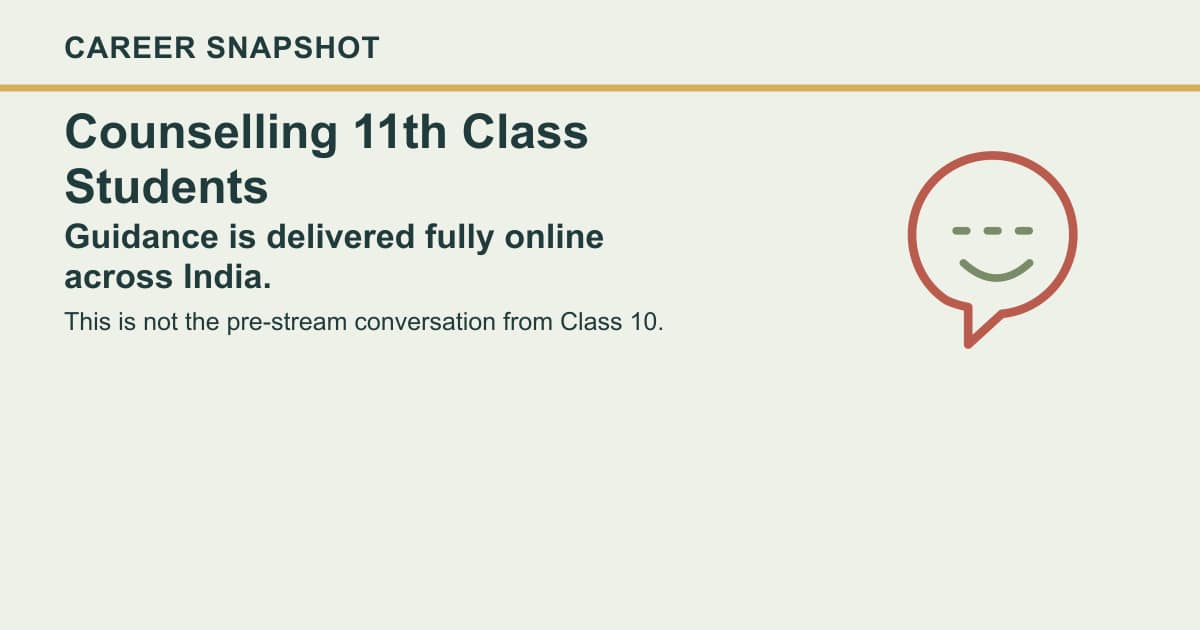 CAREER SNAPSHOT
Counselling 11th Class
Students
Guidance is delivered fully online
across India.
This is not the pre-stream conversation from Class 10.